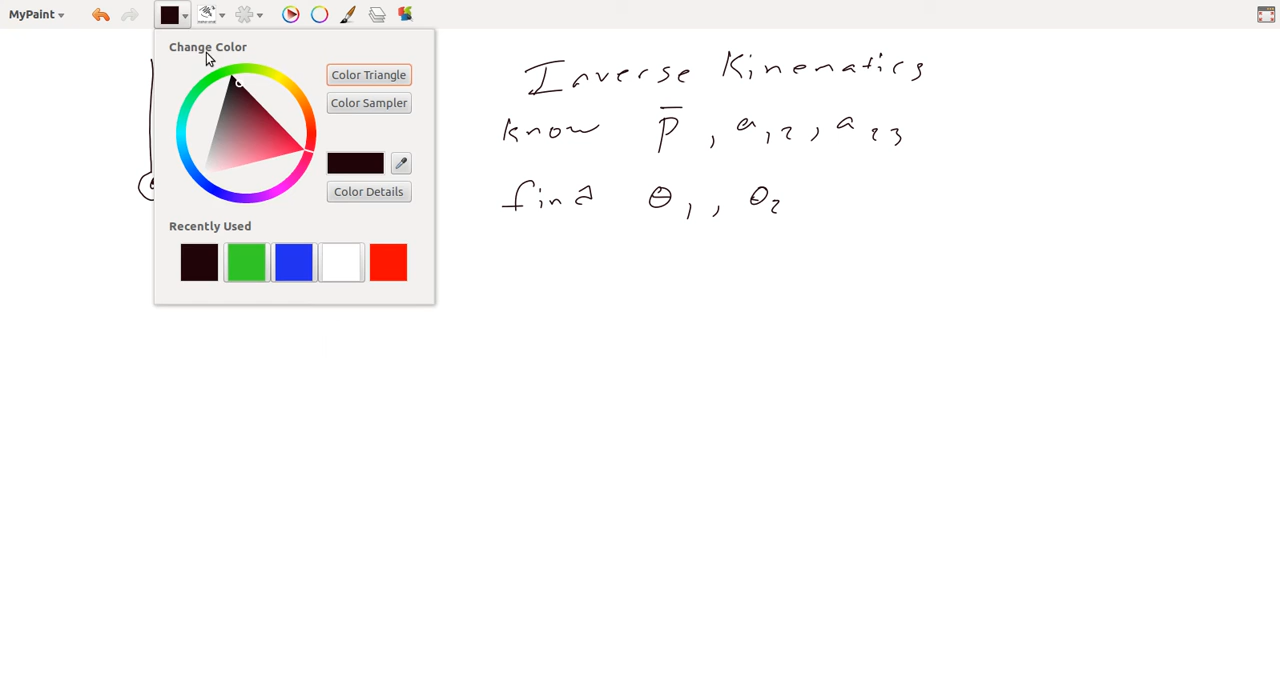 MyPaint
Change Color
Color Triangle
Color Sampler
Color Details
Recently Used
Inverse Kinematics
know p̅, a₁₂, a₂₃
find θ₁, θ₂